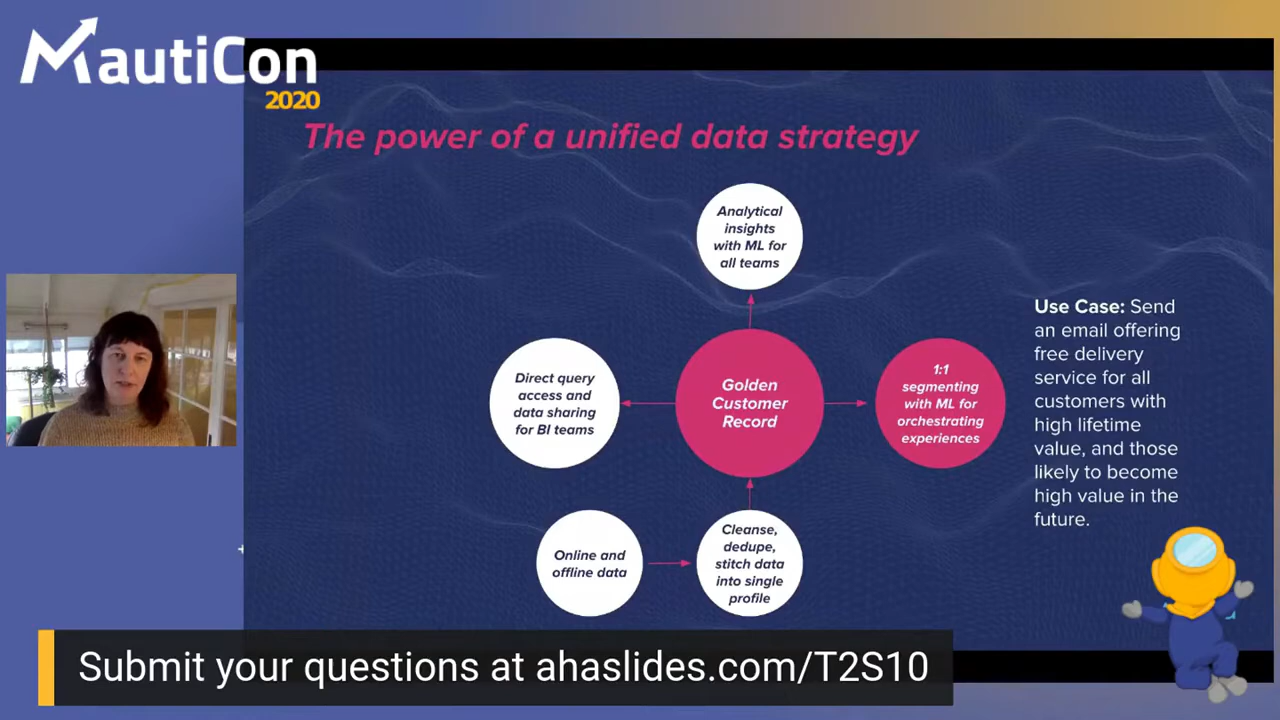 MautiCon
2020
The power of a unified data strategy
Analytical
insights
with ML for
all teams
Direct query
access and
data sharing
for BI teams
Golden
Customer
Record
1:1
segmenting
with ML for
orchestrating
experiences
Use Case: Send
an email offering
free delivery
service for all
customers with
high lifetime
value, and those
likely to become
high value in the
future.
Online and
offline data
Cleanse,
dedupe,
stitch data
into single
profile
Submit your questions at ahaslides.com/T2S10